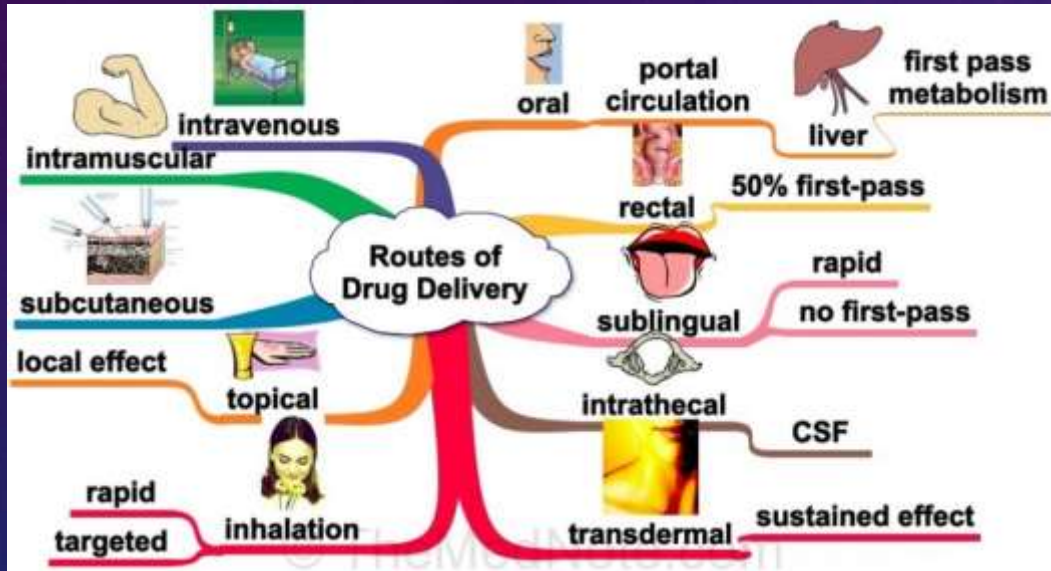 Routes of
Drug Delivery
oral
portal
circulation
liver
first pass
metabolism
rectal
50% first-pass
sublingual
rapid
no first-pass
intrathecal
CSF
transdermal
sustained effect
intravenous
intramuscular
subcutaneous
topical
local effect
inhalation
rapid
targeted